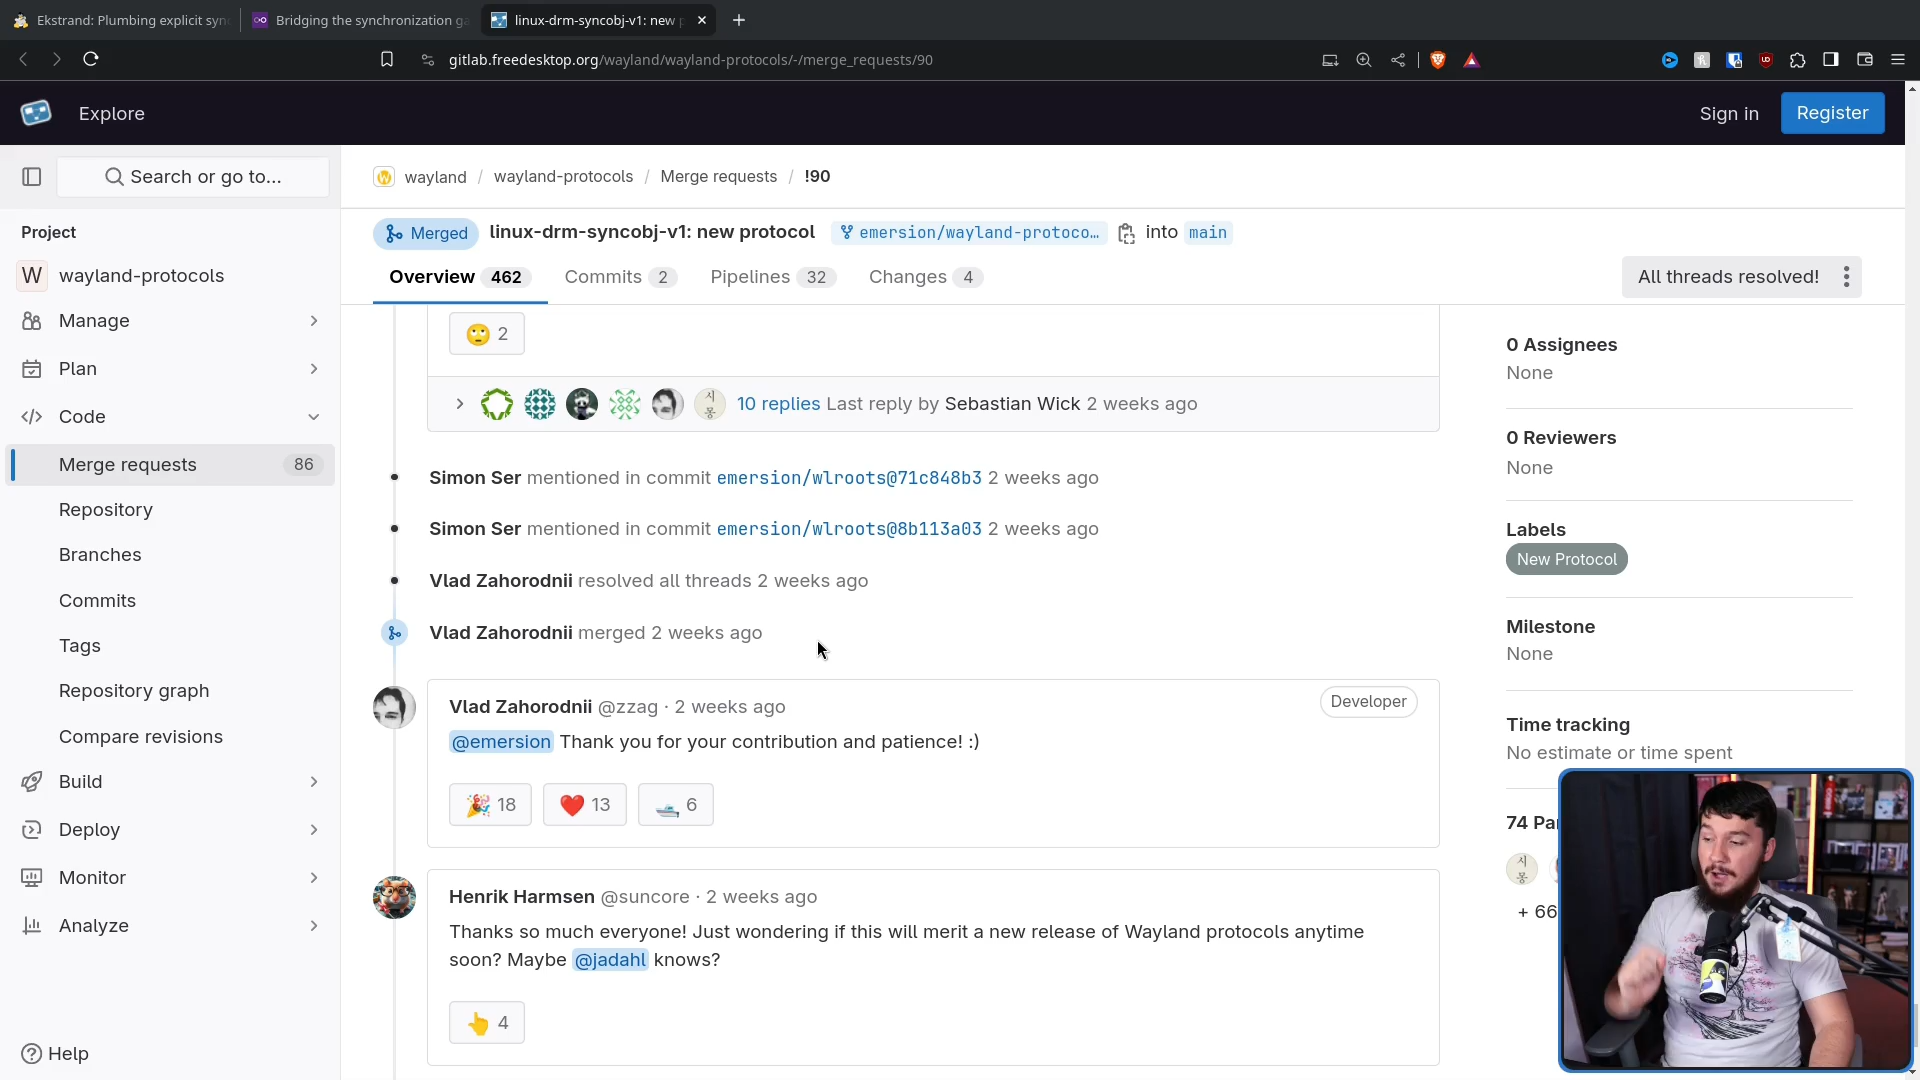 Ekstrand: Plumbing explicit syn
Bridging the synchronization ga
linux-drm-syncobj-v1: new p
gitlab.freedesktop.org/wayland/wayland-protocols/-/merge_requests/90
Explore
Sign in
Register
Search or go to...
wayland / wayland-protocols / Merge requests / !90
Project
Merged linux-drm-syncobj-v1: new protocol emersion/wayland-protoco… into main
W wayland-protocols
Overview 462 Commits 2 Pipelines 32 Changes 4
All threads resolved!
Manage
Plan
Code
Merge requests 86
Repository
Branches
Commits
Tags
Repository graph
Compare revisions
Build
Deploy
Monitor
Analyze
Help
2
10 replies Last reply by Sebastian Wick 2 weeks ago
Simon Ser mentioned in commit emersion/wlroots@71c848b3 2 weeks ago
Simon Ser mentioned in commit emersion/wlroots@8b113a03 2 weeks ago
Vlad Zahorodnii resolved all threads 2 weeks ago
Vlad Zahorodnii merged 2 weeks ago
Vlad Zahorodnii @zzag · 2 weeks ago
Developer
@emersion Thank you for your contribution and patience! :)
18 13 6
Henrik Harmsen @suncore · 2 weeks ago
Thanks so much everyone! Just wondering if this will merit a new release of Wayland protocols anytime
soon? Maybe @jadahl knows?
4
0 Assignees
None
0 Reviewers
None
Labels
New Protocol
Milestone
None
Time tracking
No estimate or time spent
74 Pa
시
몽
+ 66